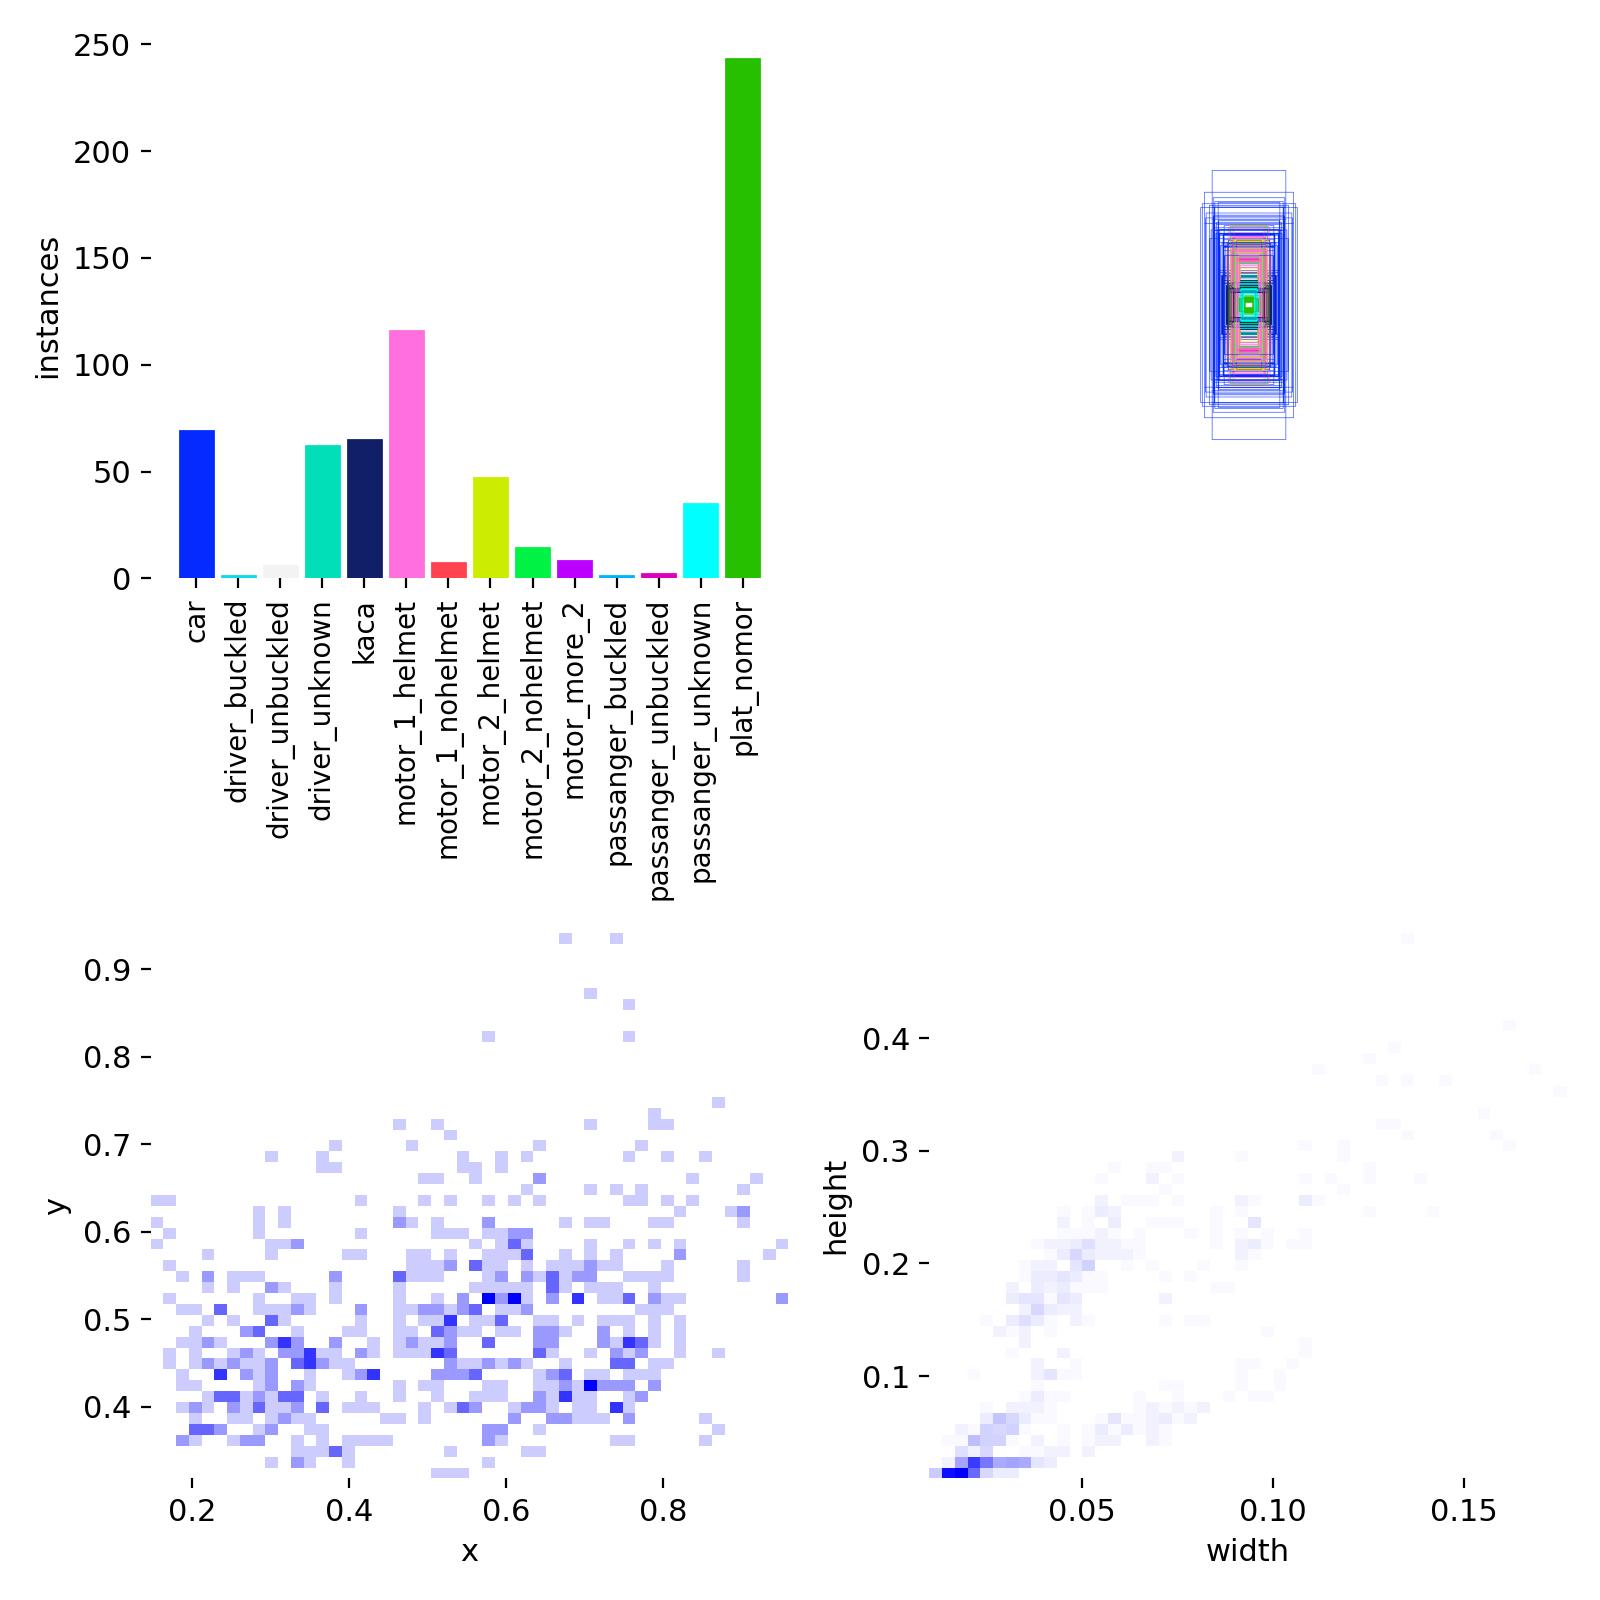 250
200
150
100
50
0
instances
car
driver_buckled
driver_unbuckled
driver_unknown
kaca
motor_1_helmet
motor_1_nohelmet
motor_2_helmet
motor_2_nohelmet
motor_more_2
passanger_buckled
passanger_unbuckled
passanger_unknown
plat_nomor
0.9
0.8
0.7
0.6
0.5
0.4
y
0.2 0.4 0.6 0.8
x
0.4
0.3
0.2
0.1
height
0.05 0.10 0.15
width